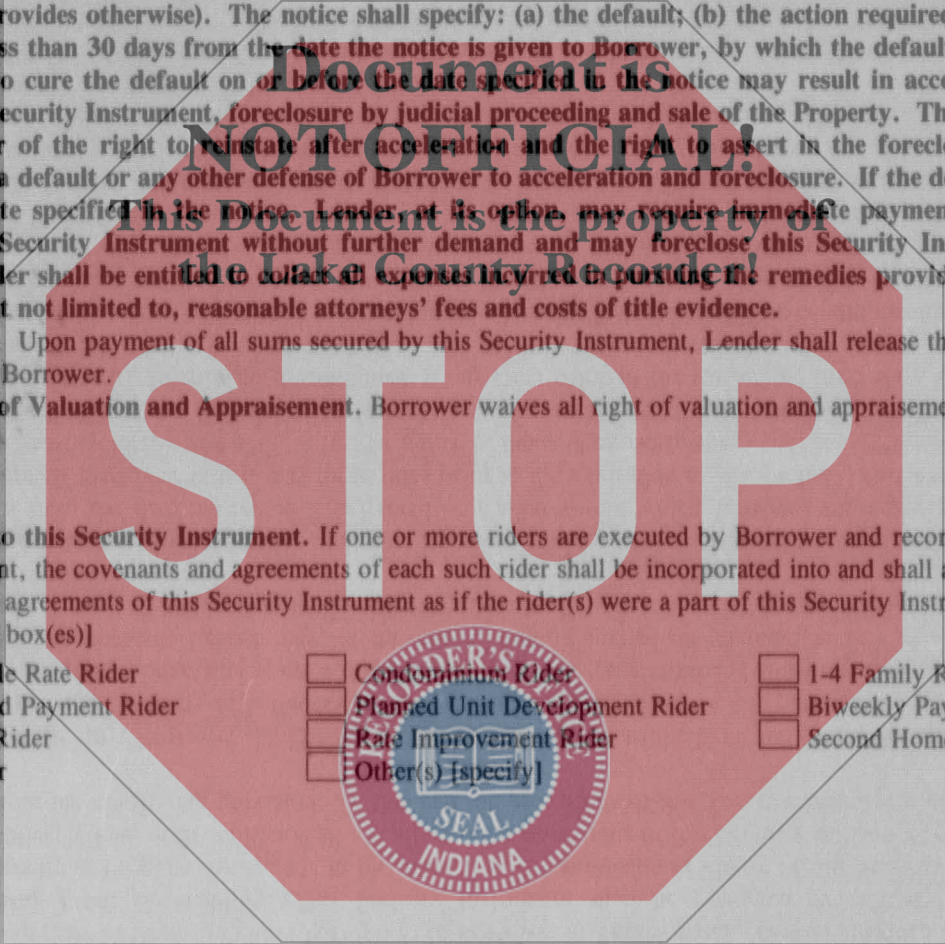 rovides otherwise). The notice shall specify: (a) the default; (b) the action require
ss than 30 days from the date the notice is given to Borrower, by which the defaul
o cure the default on or before the date specified in the notice may result in acc
ecurity Instrument, foreclosure by judicial proceeding and sale of the Property. Th
r of the right to reinstate after acceleration and the right to assert in the forecl
a default or any other defense of Borrower to acceleration and foreclosure. If the d
te specified in the notice, Lender, at its option, may require immediate paymen
Security Instrument without further demand and may foreclose this Security In
er shall be entitled to collect all expenses incurred in pursuing the remedies provid
t not limited to, reasonable attorneys' fees and costs of title evidence.
Upon payment of all sums secured by this Security Instrument, Lender shall release th
Borrower.
of Valuation and Appraisement. Borrower waives all right of valuation and appraiseme
o this Security Instrument. If one or more riders are executed by Borrower and recor
nt, the covenants and agreements of each such rider shall be incorporated into and shall a
agreements of this Security Instrument as if the rider(s) were a part of this Security Instr
box(es)]
le Rate Rider Condominium Rider 1-4 Family R
d Payment Rider Planned Unit Development Rider Biweekly Pay
Rider Rate Improvement Rider Second Hom
r Other(s) [specify]
Document is
NOT OFFICIAL!
This Document is the property of
the Lake County Recorder!
STOP
RECORDER'S OFFICE
SEAL
INDIANA